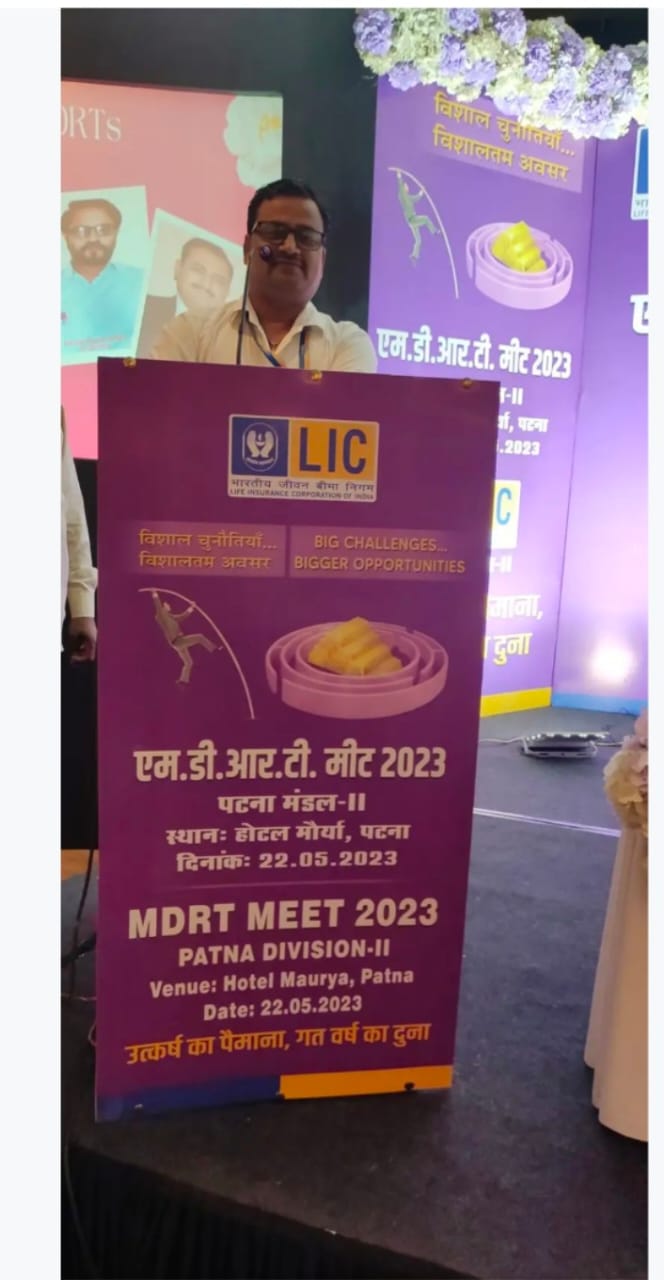 ORTs
विशाल चुनौतियाँ...
विशालतम अवसर
एम.डी.आर.टी. मीट 2023
-II
पटना
.2023
LIC
भारतीय जीवन बीमा निगम
LIFE INSURANCE CORPORATION OF INDIA
विशाल चुनौतियाँ...
विशालतम अवसर
BIG CHALLENGES...
BIGGER OPPORTUNITIES
एम.डी.आर.टी. मीट 2023
पटना मंडल-II
स्थानः होटल मौर्या, पटना
दिनांकः 22.05.2023
MDRT MEET 2023
PATNA DIVISION-II
Venue: Hotel Maurya, Patna
Date: 22.05.2023
उत्कर्ष का पैमाना, गत वर्ष का दुना
C
-II
माना,
दुना